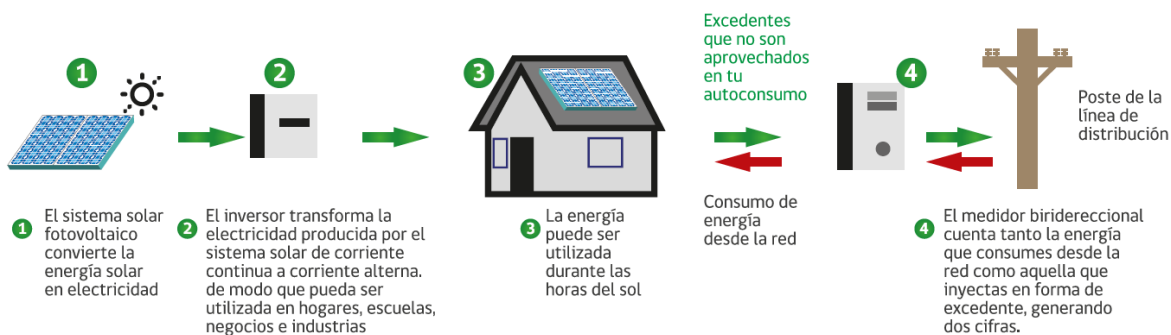 1
2
3
Excedentes
que no son
aprovechados
en tu
autoconsumo
4
Poste de la
línea de
distribución
Consumo de
energía
desde la red
1 El sistema solar
fotovoltaico
convierte la
energía solar
en electricidad
2 El inversor transforma la
electricidad producida por el
sistema solar de corriente
continua a corriente alterna.
de modo que pueda ser
utilizada en hogares, escuelas,
negocios e industrias
3 La energía
puede ser
utilizada
durante las
horas del sol
4 El medidor biridereccional
cuenta tanto la energía
que consumes desde la
red como aquella que
inyectas en forma de
excedente, generando
dos cifras.